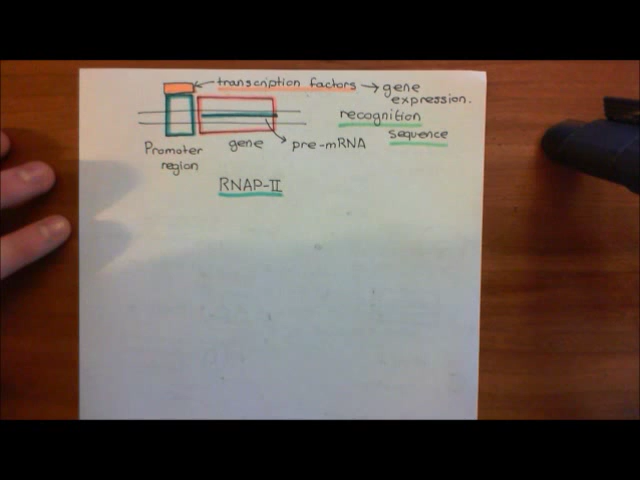 transcription factors → gene
expression.
recognition
sequence
Promoter
region
gene
pre-mRNA
RNAP-II